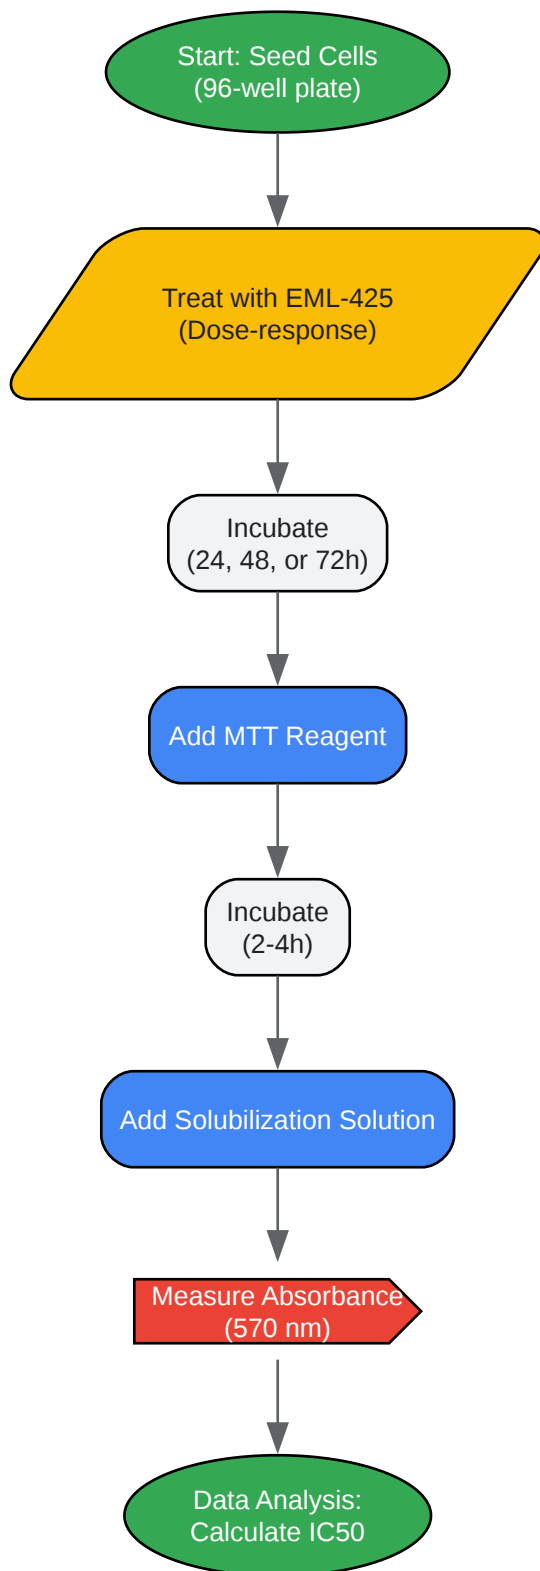 Start: Seed Cells
(96-well plate)
Treat with EML-425
(Dose-response)
Incubate
(24, 48, or 72h)
Add MTT Reagent
Incubate
(2-4h)
Add Solubilization Solution
Measure Absorbance
(570 nm)
Data Analysis:
Calculate IC50